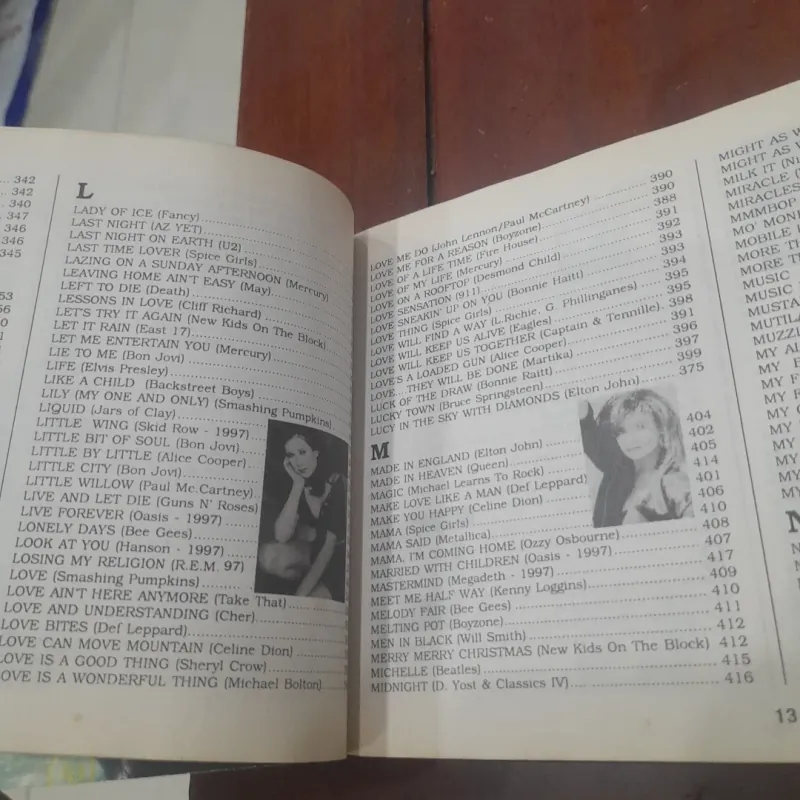 ... 342
... 342
... 340
... 347
... 346
346
345
53
56
L
LADY OF ICE (Fancy)
LAST NIGHT (AZ YET)
LAST NIGHT ON EARTH (U2)
LAST TIME LOVER (Spice Girls)
LAZING ON A SUNDAY AFTERNOON (Mercury)
LEAVING HOME AIN'T EASY (May)
LEFT TO DIE (Death)
LESSONS IN LOVE (Cliff Richard)
LET'S TRY IT AGAIN (New Kids On The Block)
LET IT RAIN (East 17)
LET ME ENTERTAIN YOU (Mercury)
LIE TO ME (Bon Jovi)
LIFE (Elvis Presley)
LIKE A CHILD (Backstreet Boys)
LILY (MY ONE AND ONLY) (Smashing Pumpkins)
LIQUID (Jars of Clay)
LITTLE WING (Skid Row - 1997)
LITTLE BIT OF SOUL (Bon Jovi)
LITTLE BY LITTLE (Alice Cooper)
LITTLE CITY (Bon Jovi)
LITTLE WILLOW (Paul Mc.Cartney)
LIVE AND LET DIE (Guns N' Roses)
LIVE FOREVER (Oasis - 1997)
LONELY DAYS (Bee Gees)
LOOK AT YOU (Hanson - 1997)
LOSING MY RELIGION (R.E.M. 97)
LOVE (Smashing Pumpkins)
LOVE AIN'T HERE ANYMORE (Take That)
LOVE AND UNDERSTANDING (Cher)
LOVE BITES (Def Leppard)
LOVE CAN MOVE MOUNTAIN (Celine Dion)
LOVE IS A GOOD THING (Sheryl Crow)
LOVE IS A WONDERFUL THING (Michael Bolton)
LOVE ME DO (John Lennon/Paul McCartney) 390
LOVE ME FOR A REASON (Boyzone) 390
LOVE OF A LIFE TIME (Fire House) 388
LOVE OF MY LIFE (Mercury) 391
LOVE ON A ROOFTOP (Desmond Child) 392
LOVE SENSATION (911) 393
LOVE SNEAKIN' UP ON YOU (Bonnie Haitt) 393
LOVE THING (Spice Girls) 394
LOVE WILL FIND A WAY (L.Richie. G. Phillinganes) 395
LOVE WILL KEEP US ALIVE (Eagles) 395
LOVE WILL KEEP US TOGETHER (Captain & Tennille) 398
LOVE'S A LOADED GUN (Alice Cooper) 391
LOVE...THEY WILL BE DONE (Martika) 396
LUCK OF THE DRAW (Bonnie Raitt) 397
LUCKY TOWN (Bruce Springsteen) 399
LUCY IN THE SKY WITH DIAMONDS (Elton John) 375
M
MADE IN ENGLAND (Elton John) 404
MADE IN HEAVEN (Queen) 402
MAGIC (Michael Learns To Rock) 405
MAKE LOVE LIKE A MAN (Def Leppard) 414
MAKE YOU HAPPY (Celine Dion) 401
MAMA (Spice Girls) 406
MAMA SAID (Metallica) 410
MAMA, I'M COMING HOME (Ozzy Osbourne) 408
MARRIED WITH CHILDREN (Oasis - 1997) 407
MASTERMIND (Megadeth - 1997) 417
MEET ME HALF WAY (Kenny Loggins) 409
MELODY FAIR (Bee Gees) 410
MELTING POT (Boyzone) 411
MEN IN BLACK (Will Smith) 412
MERRY MERRY CHRISTMAS (New Kids On The Block) 412
MICHELLE (Beatles) 415
MIDNIGHT (D. Yost & Classics IV) 416
MIGHT AS W
MIGHT AS W
MILK IT (Ni
MIRACLE (
MIRACLES
MMMBOP
MO' MON
MOBILE
MORE T
MORE T
MUSIC
MUSIC
MUSTA
MUTIL
MUZZL
MY A
MY
MY F
MY F
MY G
MY
MY
MY
MY
N
13